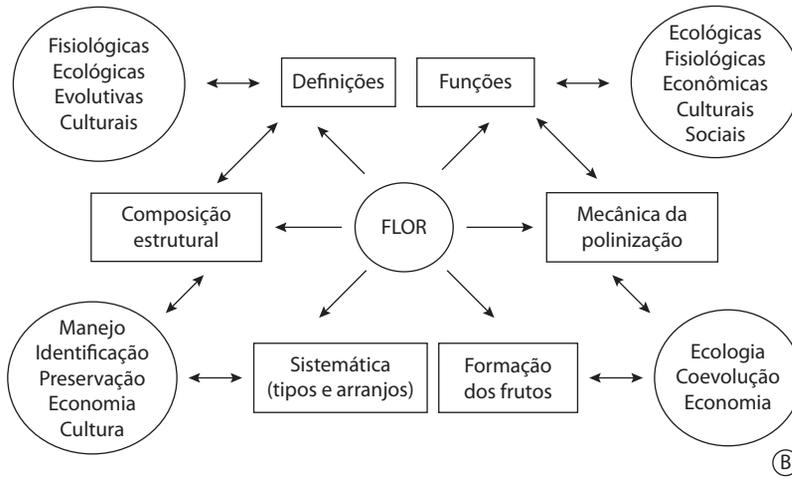 Fisiológicas
Ecológicas
Evolutivas
Culturais
Definições
Funções
Ecológicas
Fisiológicas
Econômicas
Culturais
Sociais
Composição
estrutural
FLOR
Mecânica da
polinização
Manejo
Identificação
Preservação
Economia
Cultura
Sistemática
(tipos e arranjos)
Formação
dos frutos
Ecologia
Coevolução
Economia
B